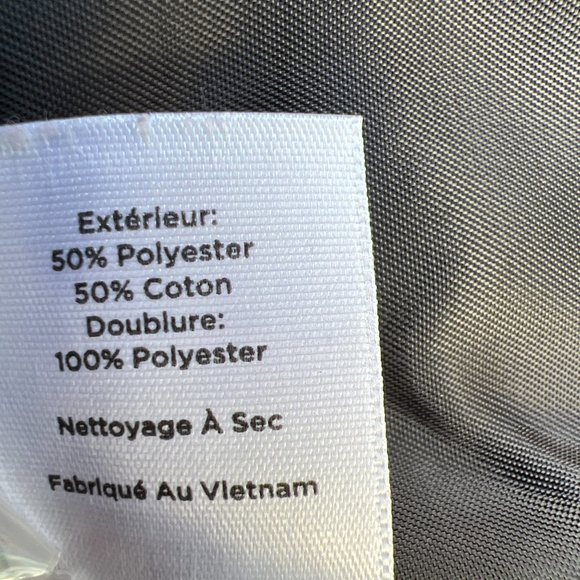 Extérieur:
50% Polyester
50% Coton
Doublure:
100% Polyester
Nettoyage À Sec
Fabriqué Au Vietnam